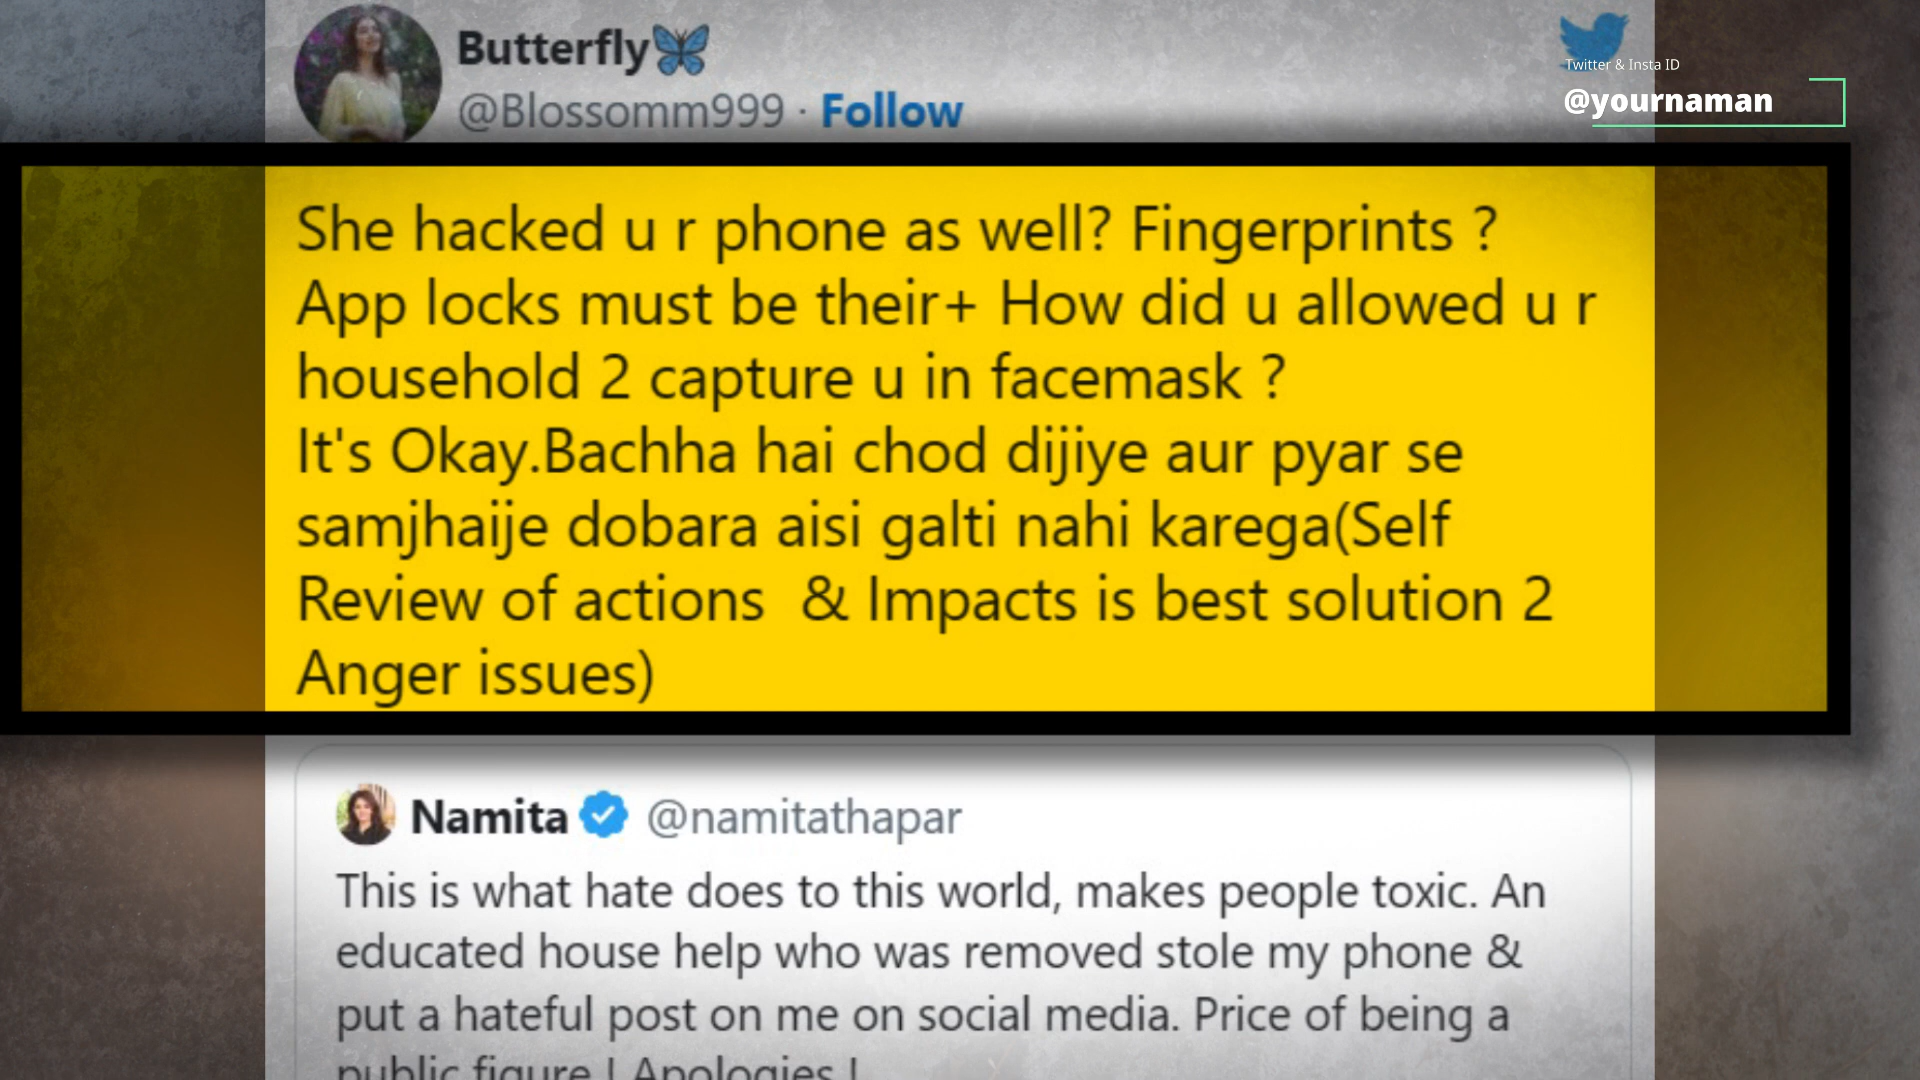 Butterfly🦋
@Blossomm999 · Follow
Twitter & Insta ID
@yournaman
She hacked u r phone as well? Fingerprints ?
App locks must be their+ How did u allowed u r
household 2 capture u in facemask ?
It's Okay.Bachha hai chod dijiye aur pyar se
samjhaije dobara aisi galti nahi karega(Self
Review of actions  & Impacts is best solution 2
Anger issues)
Namita @namitathapar
This is what hate does to this world, makes people toxic. An
educated house help who was removed stole my phone &
put a hateful post on me on social media. Price of being a
public figure ! Apologies !